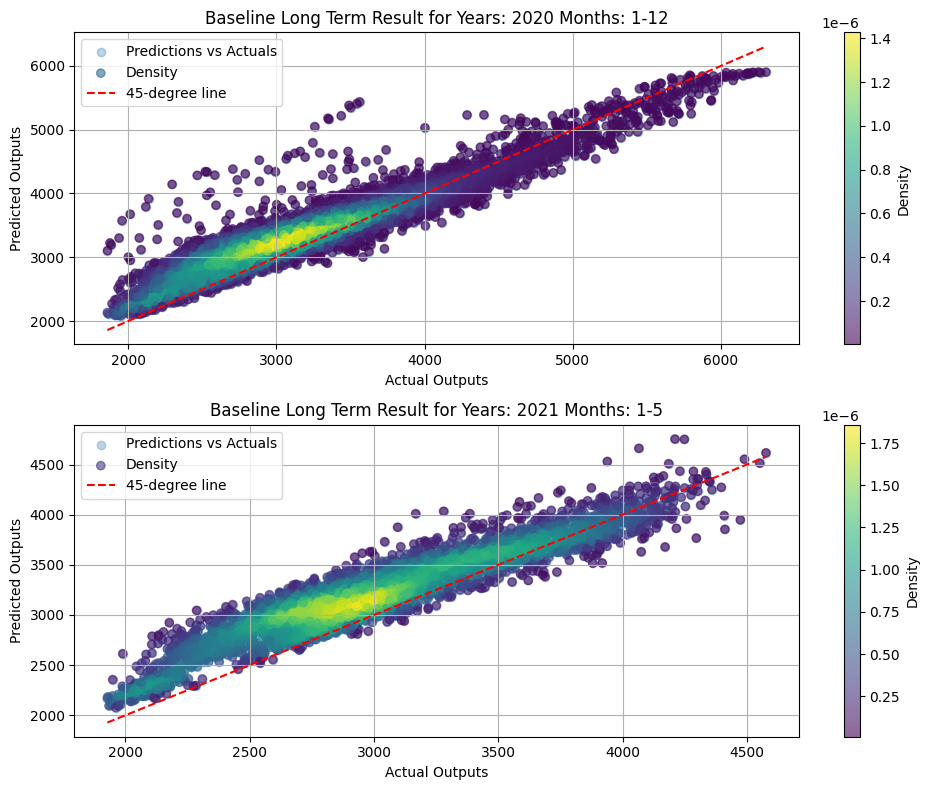 Baseline Long Term Result for Years: 2020 Months: 1-12
1e−6
Predictions vs Actuals
Density
45-degree line
6000
5000
4000
3000
2000
Predicted Outputs
2000 3000 4000 5000 6000
Actual Outputs
1.4
1.2
1.0
0.8
0.6
0.4
0.2
Density
Baseline Long Term Result for Years: 2021 Months: 1-5
1e−6
Predictions vs Actuals
Density
45-degree line
4500
4000
3500
3000
2500
2000
Predicted Outputs
2000 2500 3000 3500 4000 4500
Actual Outputs
1.75
1.50
1.25
1.00
0.75
0.50
0.25
Density